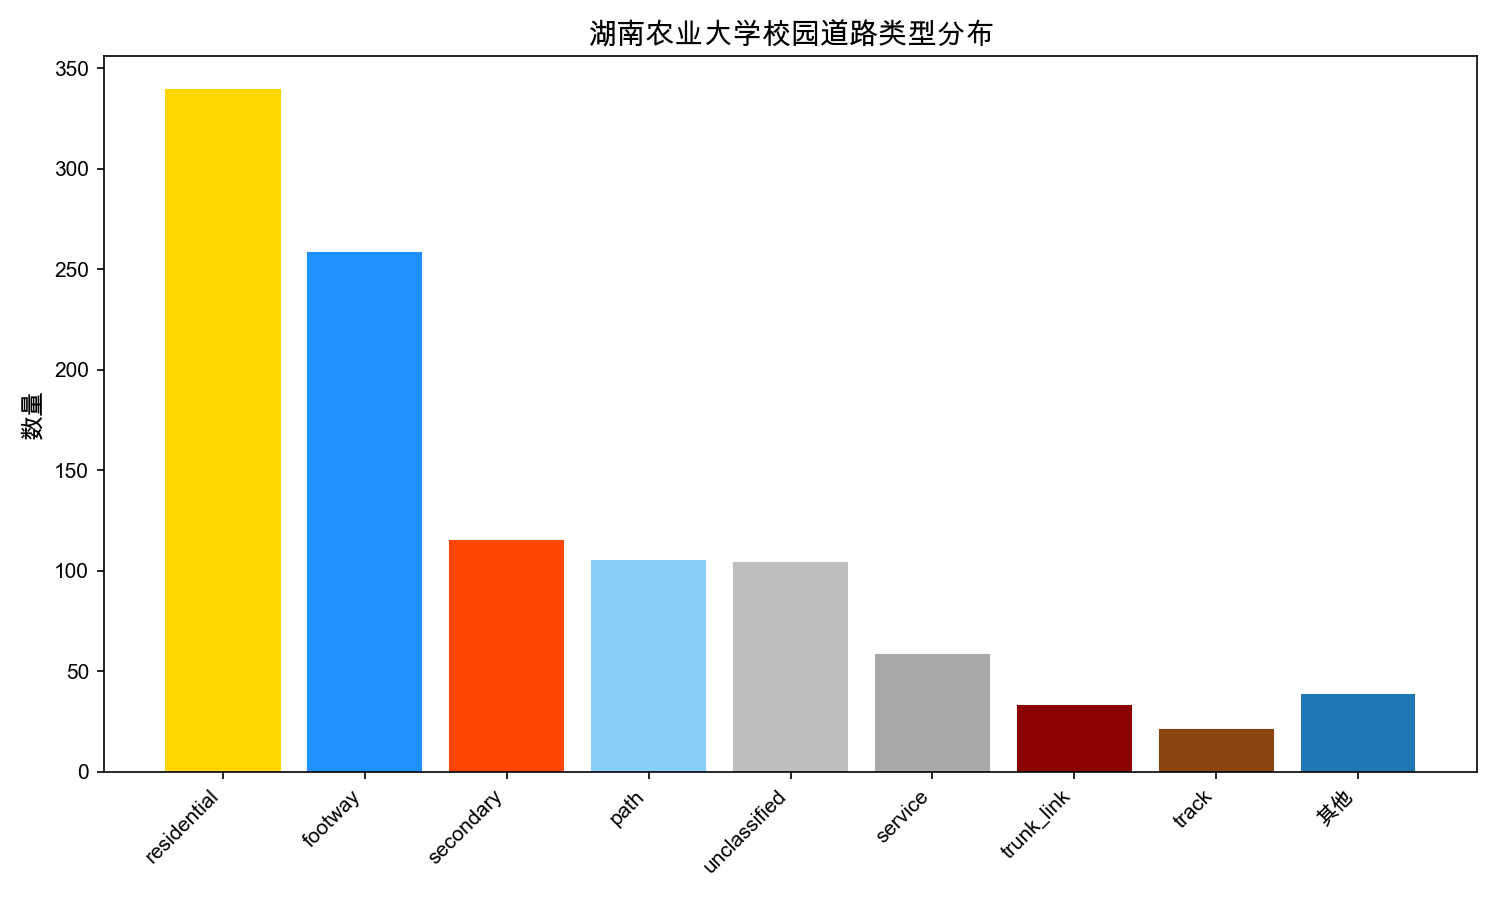 湖南农业大学校园道路类型分布
数量
350
300
250
200
150
100
50
0
residential
footway
secondary
path
unclassified
service
trunk_link
track
其他